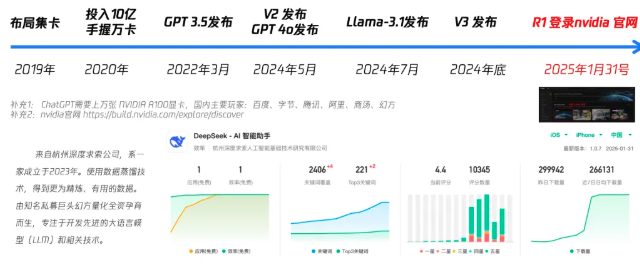 布局集卡
投入10亿
手握万卡
GPT 3.5发布
V2 发布
GPT 4o发布
Llama-3.1发布
V3 发布
R1 登录nvidia 官网
2019年
2020年
2022年3月
2024年5月
2024年7月
2024年底
2025年1月31号
补充1: ChatGPT需要上万张 NVIDIA A100显卡，国内主要玩家：百度、字节、腾讯、阿里、商汤、幻方
补充2: nvidia官网 https://build.nvidia.com/explore/discover
DeepSeek - AI 智能助手
效率 杭州深度求索人工智能基础技术研究有限公司
iOS iPhone 中国
最新版本: 1.0.7 2025-01-31
来自杭州深度求索公司，系一
家成立于2023年。使用数据蒸馏技
术，得到更为精炼、有用的数据。
由知名私募巨头幻方量化全资孕育
而生，专注于开发先进的大语言模
型（LLM）和相关技术。
1
应用(免费)
1
效率(免费)
应用(免费) 效率(免费)
2406+4
关键词覆盖
221+2
Top3关键词
关键词 Top3关键词
4.4
当前评分
10345
评分数量
一星 二星 三星 四星 五星
299942
昨日下载量
266131
近7日日均下载量
下载量